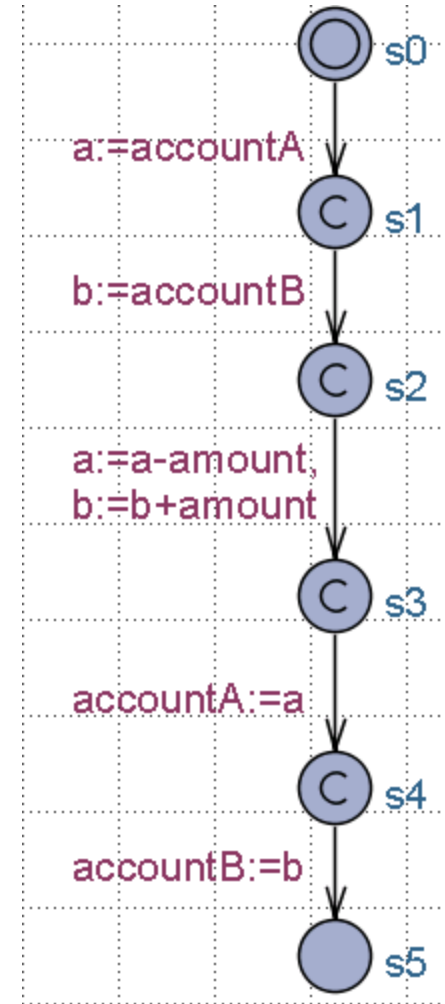 s0
a:=accountA
C
s1
b:=accountB
C
s2
a:=a-amount,
b:=b+amount
C
s3
accountA:=a
C
s4
accountB:=b
s5